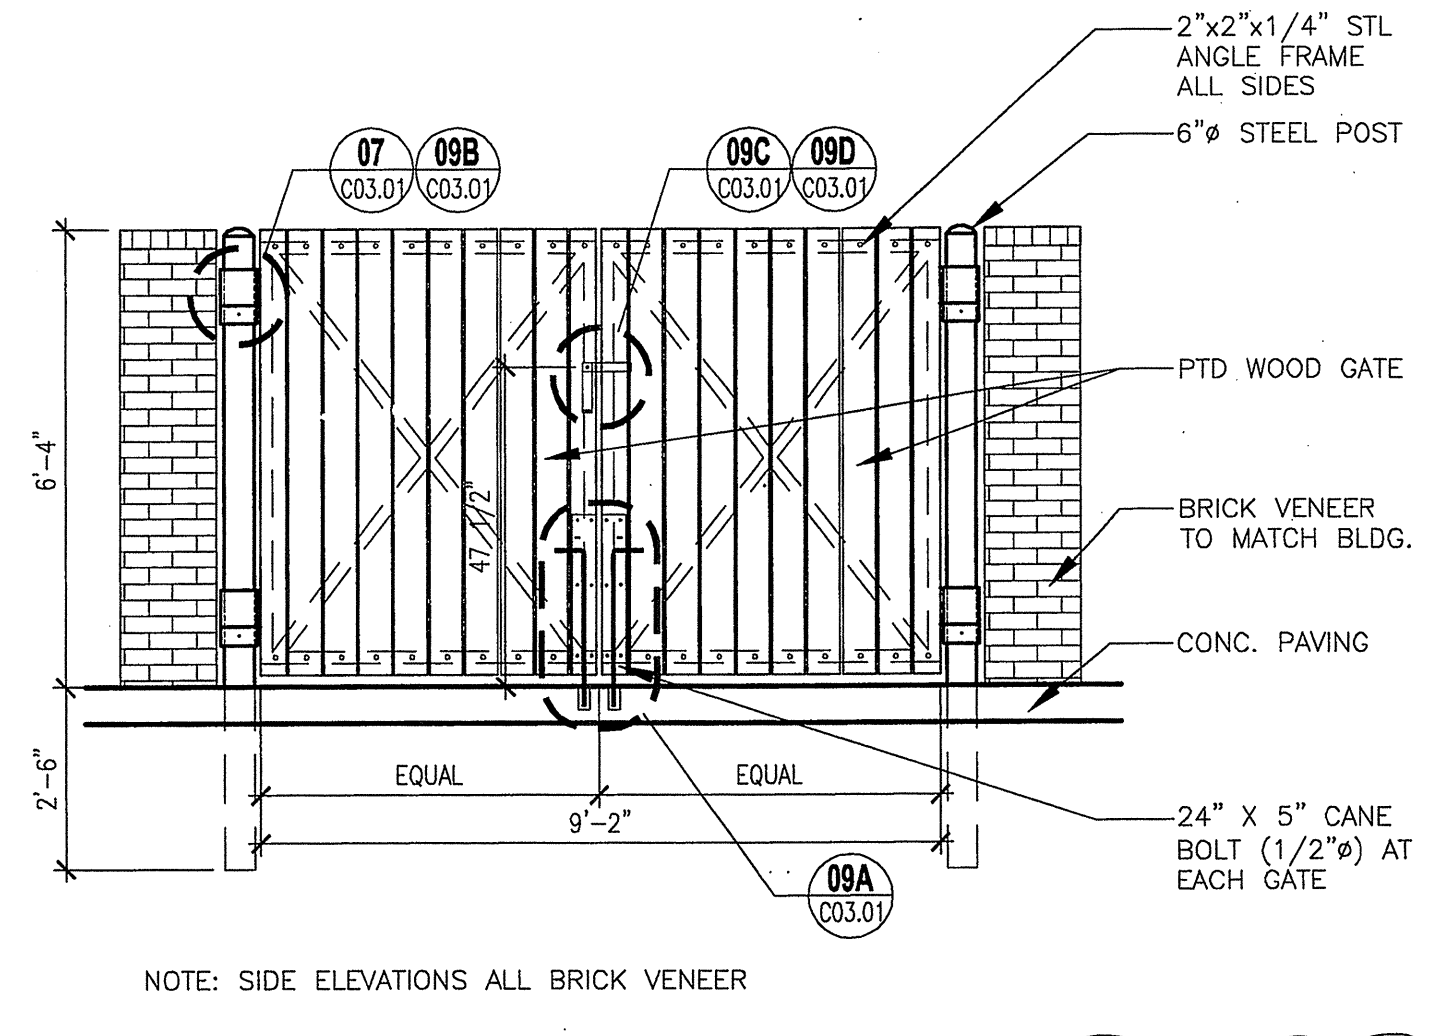 2"x2"x1/4" STL
ANGLE FRAME
ALL SIDES
6"ø STEEL POST
07
C03.01
09B
C03.01
09C
C03.01
09D
C03.01
PTD WOOD GATE
6'-4"
47 1/2"
BRICK VENEER
TO MATCH BLDG.
CONC. PAVING
2'-6"
EQUAL
EQUAL
9'-2"
24" X 5" CANE
BOLT (1/2"ø) AT
EACH GATE
09A
C03.01
NOTE: SIDE ELEVATIONS ALL BRICK VENEER